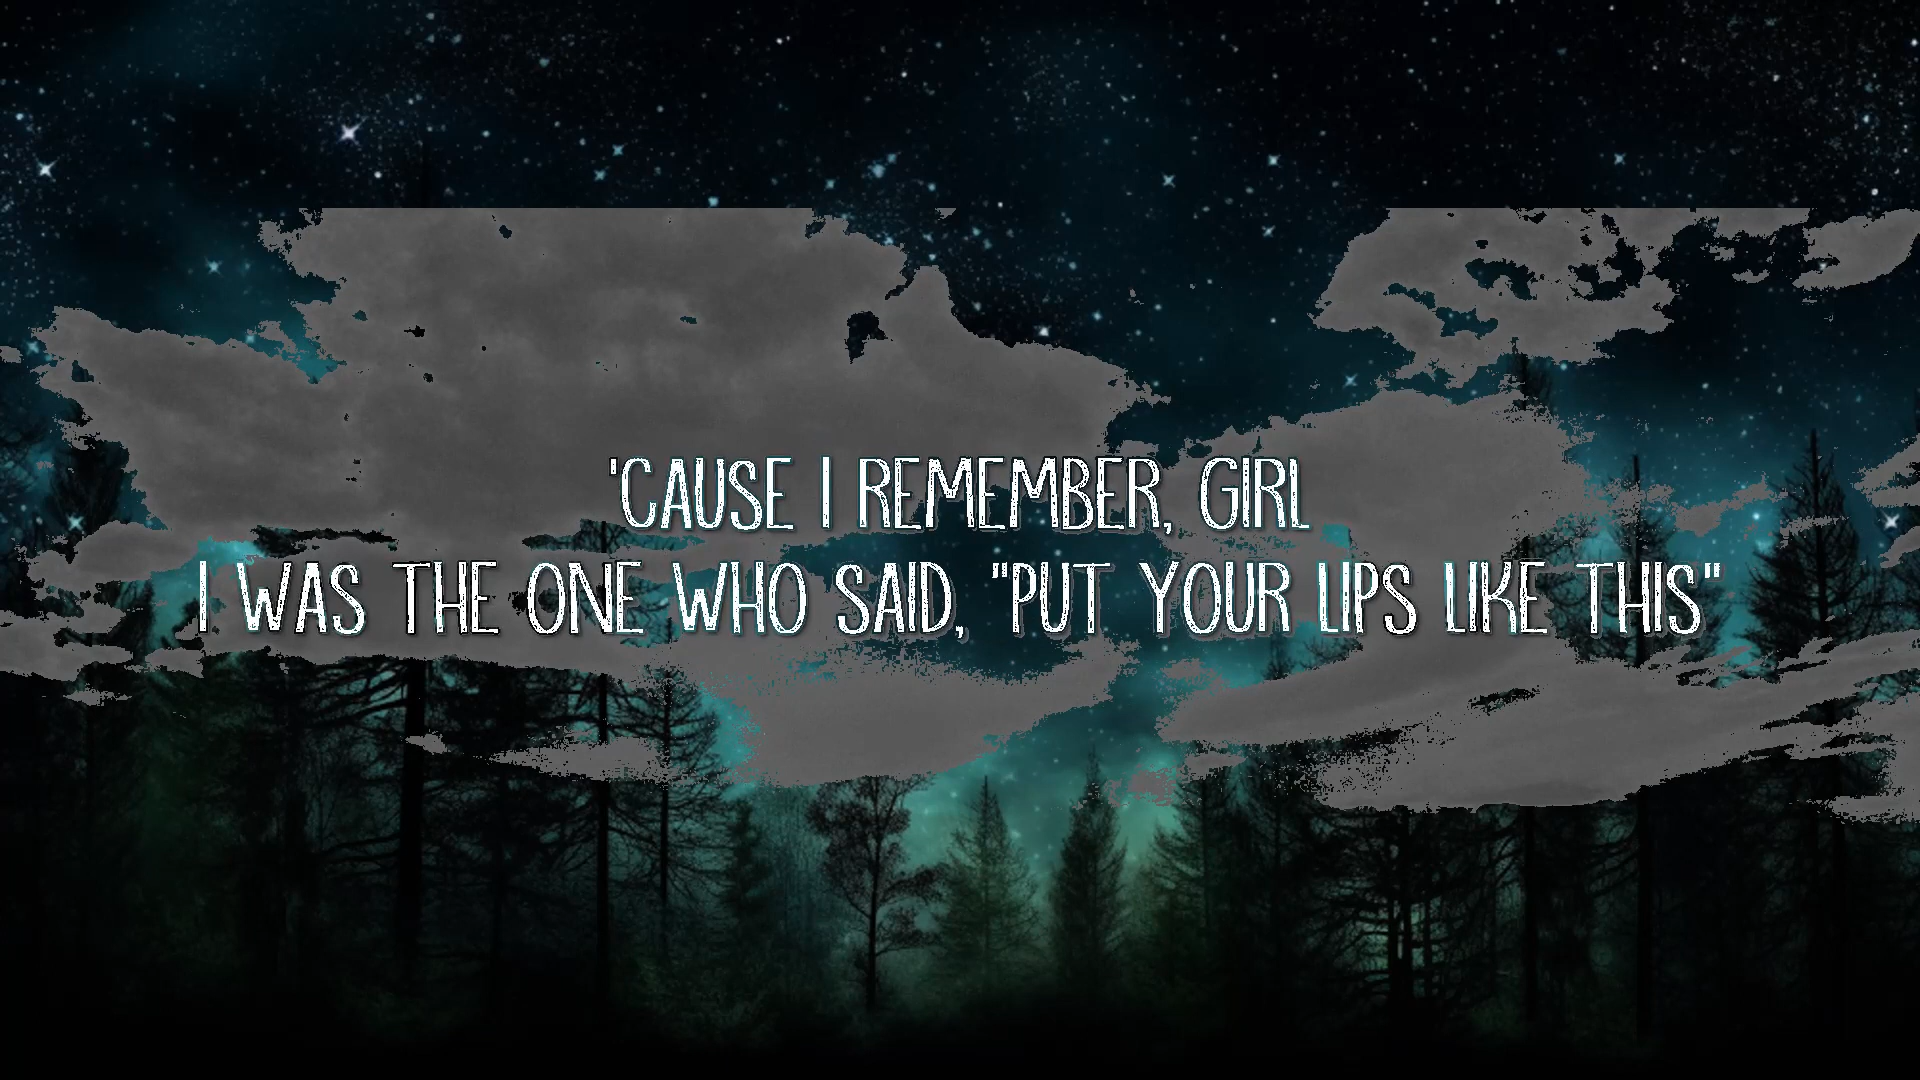 'CAUSE I REMEMBER, GIRL
I WAS THE ONE WHO SAID, "PUT YOUR LIPS LIKE THIS"